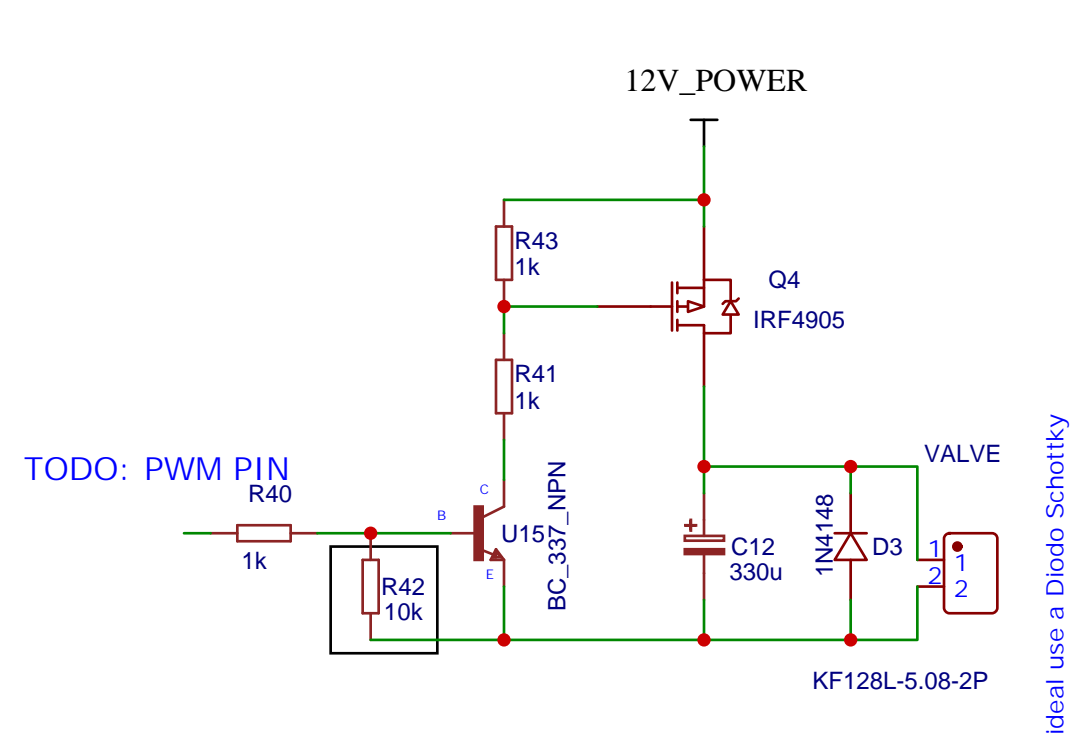 12V_POWER
R43
1k
Q4
IRF4905
R41
1k
TODO: PWM PIN
R40
1k
B
C
E
U15
BC_337_NPN
R42
10k
+
C12
330u
1N4148
D3
VALVE
1
1
2
2
KF128L-5.08-2P
ideal use a Diodo Schottky